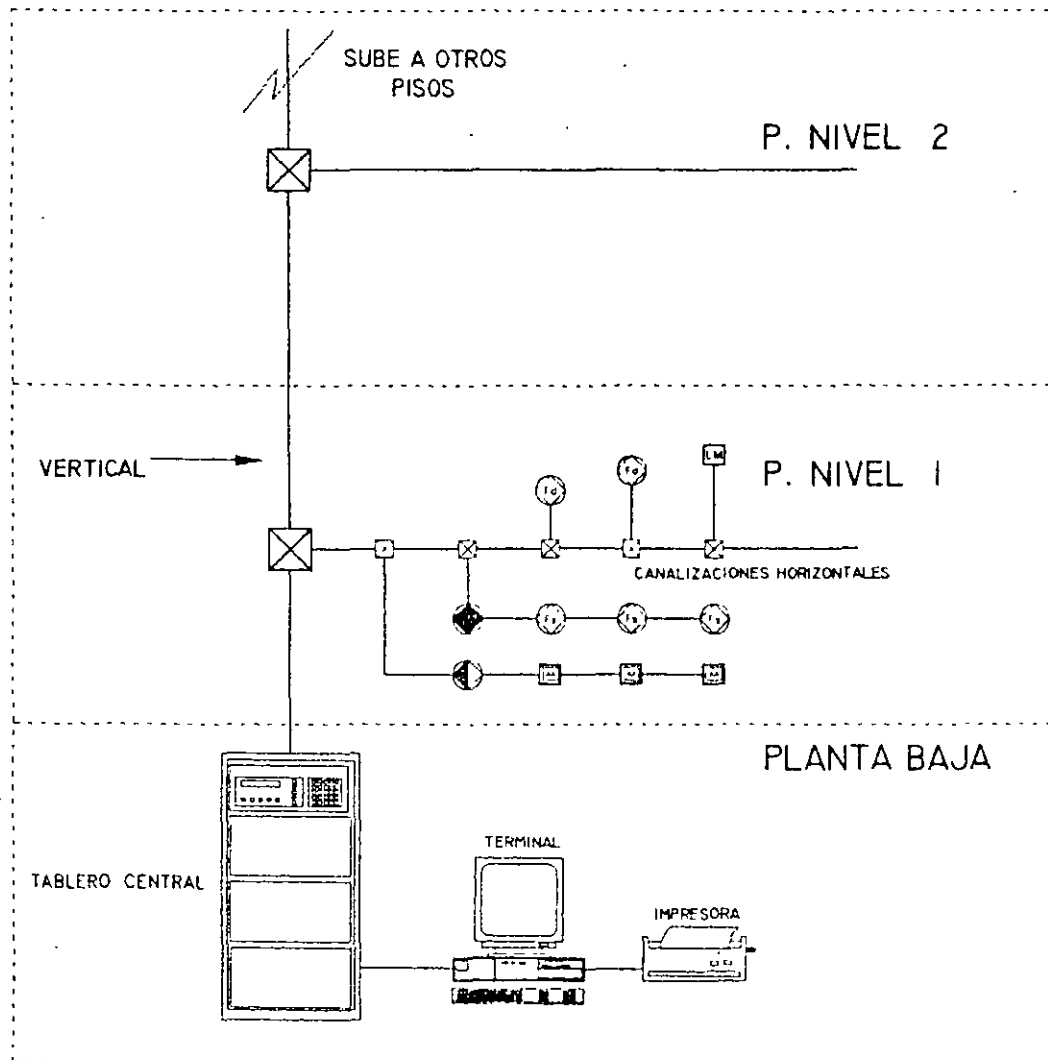 SUBE A OTROS
PISOS
P. NIVEL 2
VERTICAL
P. NIVEL 1
CANALIZACIONES HORIZONTALES
PLANTA BAJA
TABLERO CENTRAL
TERMINAL
IMPRESORA